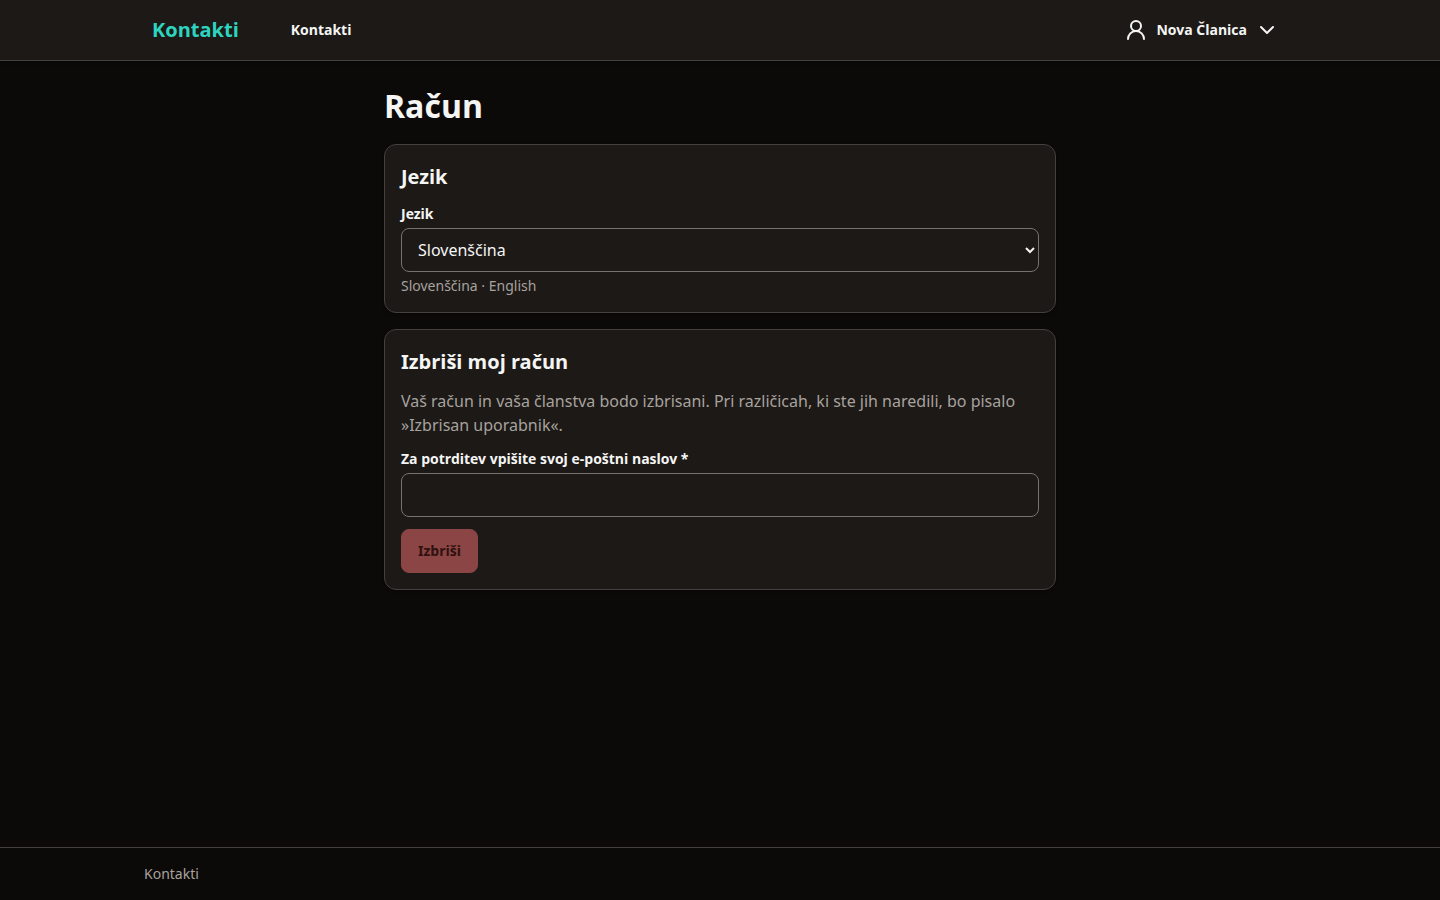 Kontakti
Kontakti
Nova Članica
Račun
Jezik
Jezik
Slovenščina
Slovenščina · English
Izbriši moj račun
Vaš račun in vaša članstva bodo izbrisani. Pri različicah, ki ste jih naredili, bo pisalo
»Izbrisan uporabnik«.
Za potrditev vpišite svoj e-poštni naslov *
Izbriši
Kontakti